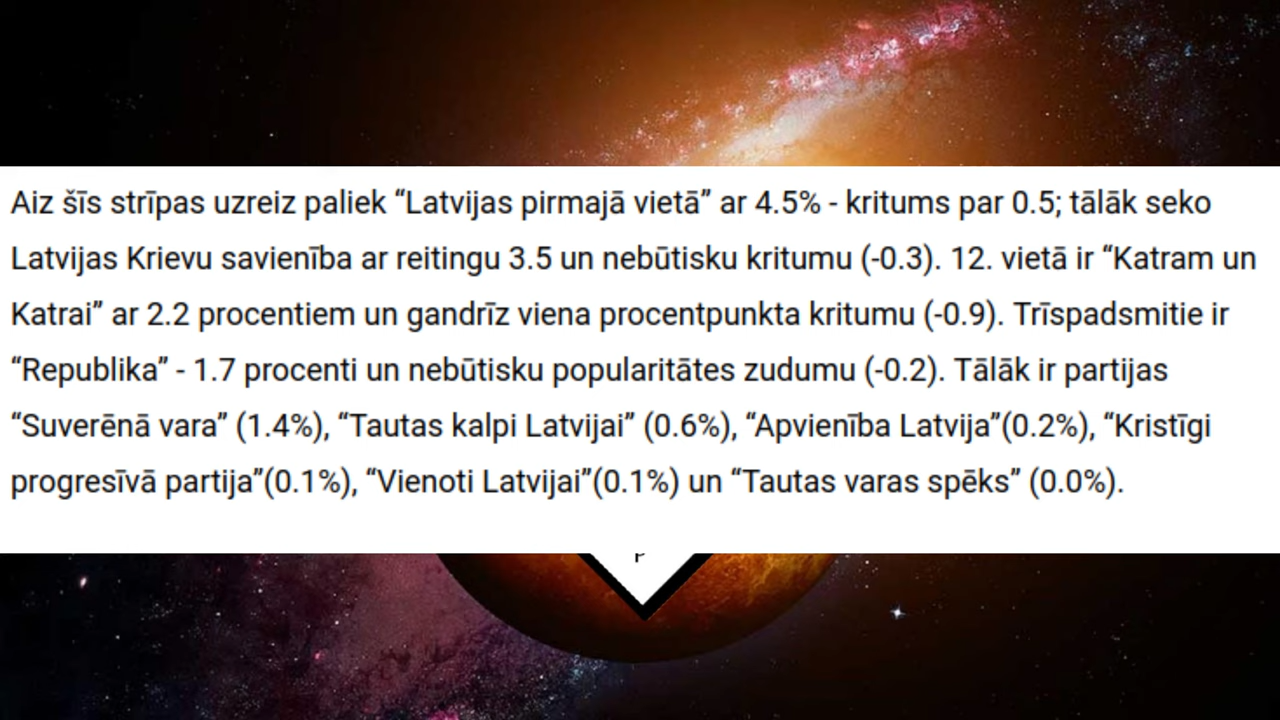 Aiz šīs strīpas uzreiz paliek “Latvijas pirmajā vietā” ar 4.5% - kritums par 0.5; tālāk seko
Latvijas Krievu savienība ar reitingu 3.5 un nebūtisku kritumu (-0.3). 12. vietā ir “Katram un
Katrai” ar 2.2 procentiem un gandrīz viena procentpunkta kritumu (-0.9). Trīspadsmitie ir
“Republika” - 1.7 procenti un nebūtisku popularitātes zudumu (-0.2). Tālāk ir partijas
“Suverēnā vara” (1.4%), “Tautas kalpi Latvijai” (0.6%), “Apvienība Latvija”(0.2%), “Kristīgi
progresīvā partija”(0.1%), “Vienoti Latvijai”(0.1%) un “Tautas varas spēks” (0.0%).